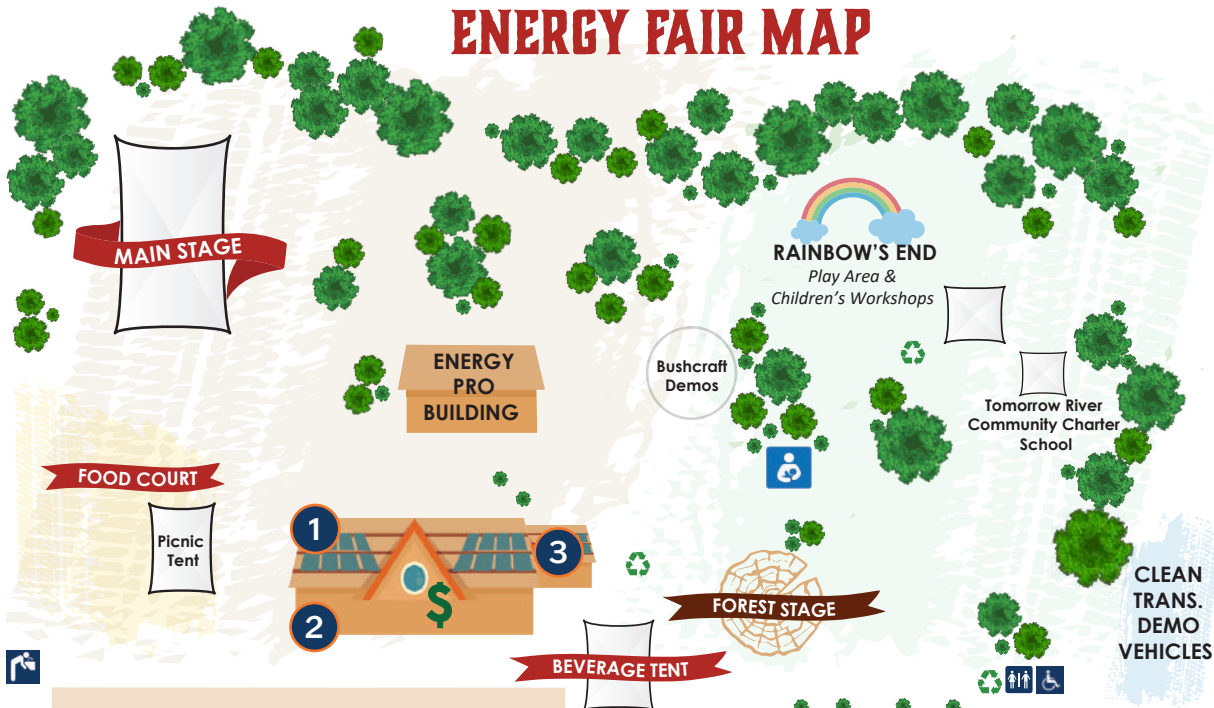 ENERGY FAIR MAP
MAIN STAGE
RAINBOW'S END
Play Area &
Children's Workshops
ENERGY
PRO
BUILDING
Bushcraft
Demos
Tomorrow River
Community Charter
School
FOOD COURT
Picnic
Tent
1
3
$
2
FOREST STAGE
CLEAN
TRANS.
DEMO
VEHICLES
BEVERAGE TENT